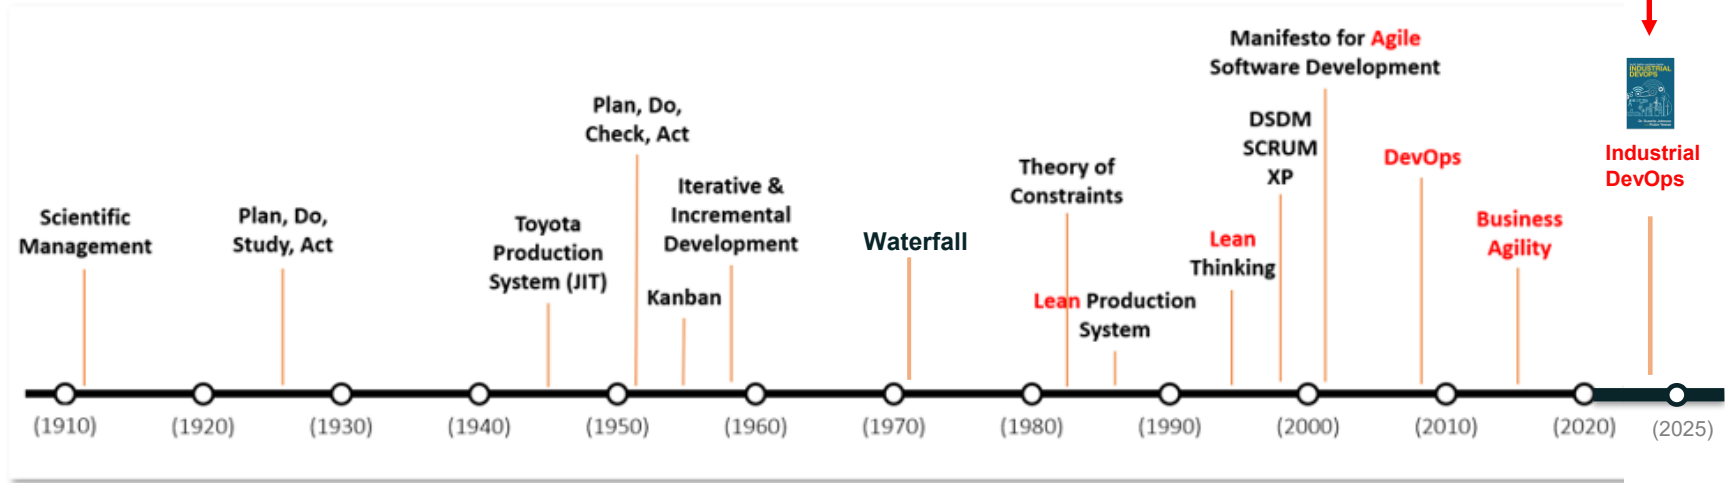 Scientific
Management
Plan, Do,
Study, Act
Toyota
Production
System (JIT)
Plan, Do,
Check, Act
Kanban
Iterative &
Incremental
Development
Waterfall
Theory of
Constraints
Lean Production
System
Lean
Thinking
DSDM
SCRUM
XP
Manifesto for Agile
Software Development
DevOps
Business
Agility
INDUSTRIAL
DEVOPS
Industrial
DevOps
(1910)
(1920)
(1930)
(1940)
(1950)
(1960)
(1970)
(1980)
(1990)
(2000)
(2010)
(2020)
(2025)